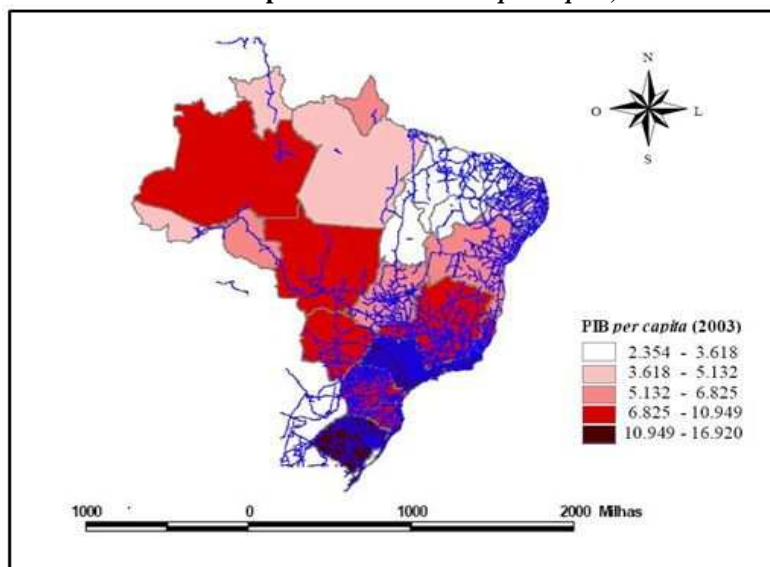 N
O L
S
PIB per capita (2003)
2.354 - 3.618
3.618 - 5.132
5.132 - 6.825
6.825 - 10.949
10.949 - 16.920
1000 0 1000 2000 Milhas